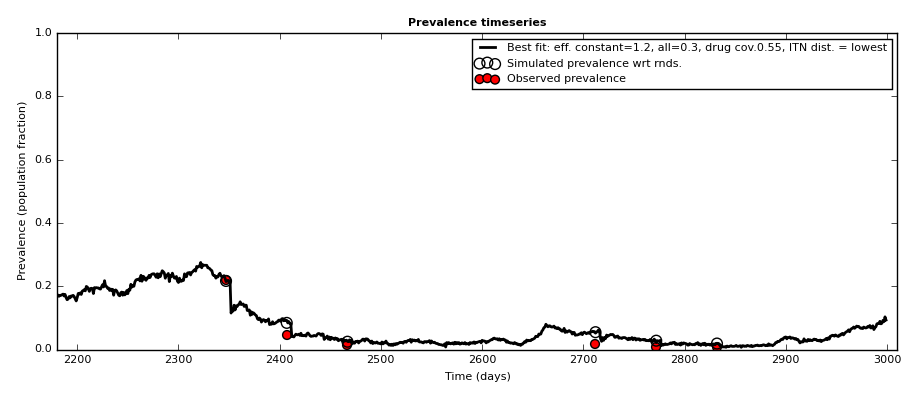 Prevalence timeseries
Best fit: eff. constant=1.2, all=0.3, drug cov.0.55, ITN dist. = lowest
Simulated prevalence wrt rnds.
Observed prevalence
Prevalence (population fraction)
1.0
0.8
0.6
0.4
0.2
0.0
2200 2300 2400 2500 2600 2700 2800 2900 3000
Time (days)